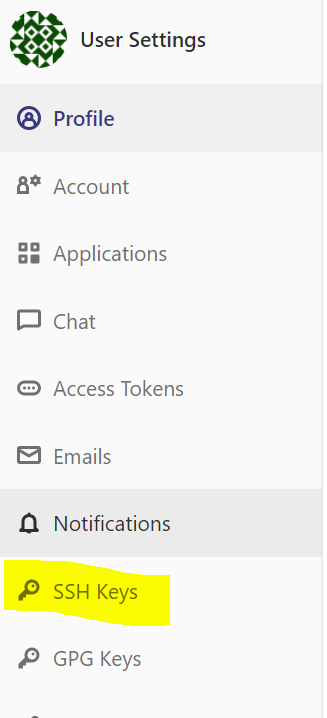 User Settings
Profile
Account
Applications
Chat
Access Tokens
Emails
Notifications
SSH Keys
GPG Keys